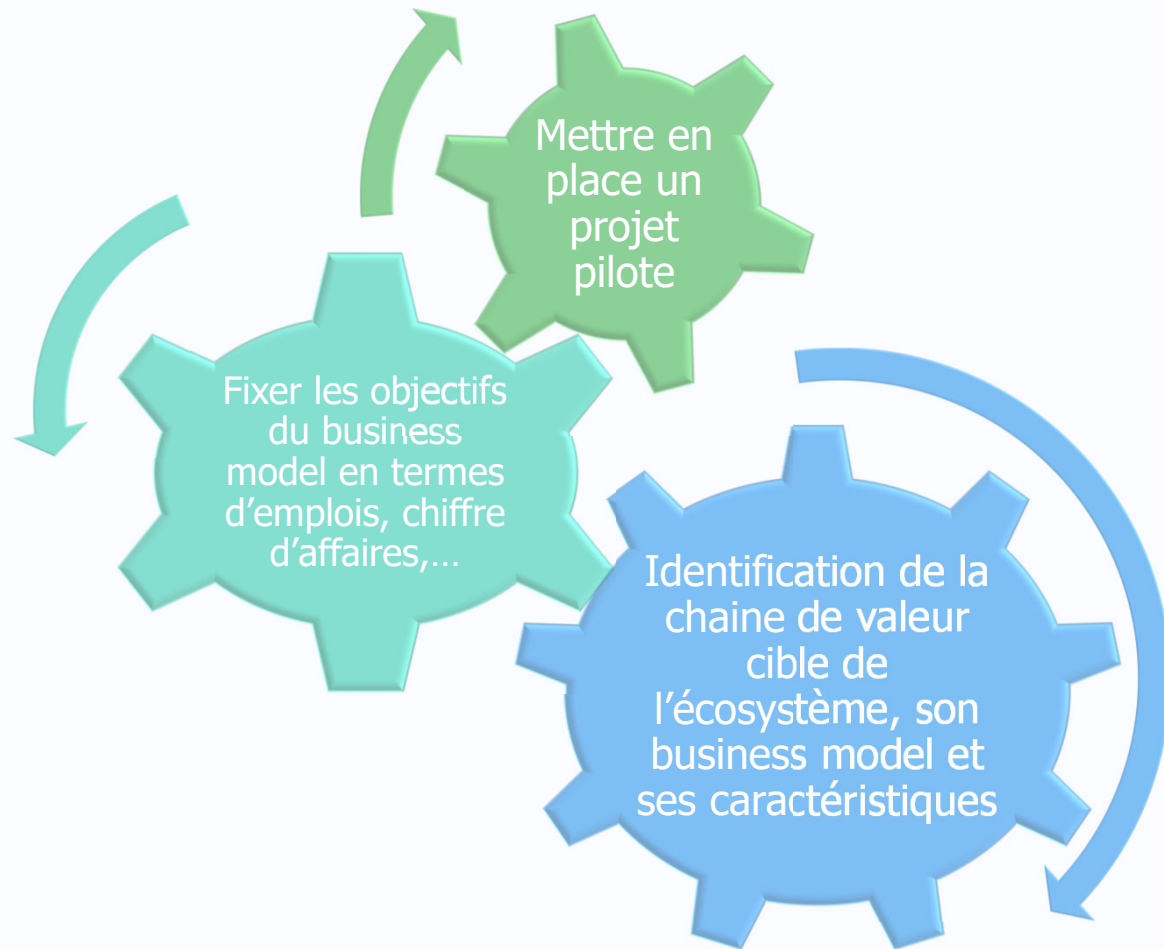 Mettre en
place un
projet
pilote
Fixer les objectifs
du business
model en termes
d’emplois, chiffre
d’affaires,…
Identification de la
chaine de valeur
cible de
l’écosystème, son
business model et
ses caractéristiques